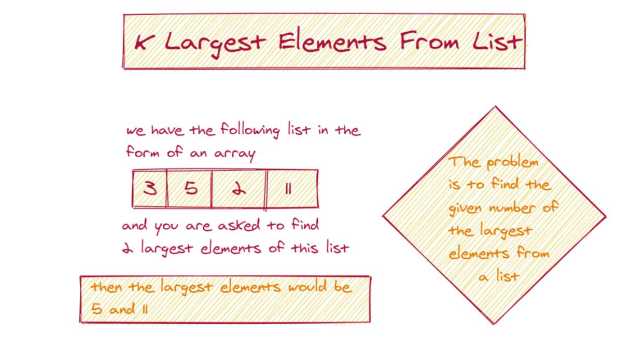 K Largest Elements From List
we have the following list in the
form of an array
3 5 2 11
and you are asked to find
2 largest elements of this list
then the largest elements would be
5 and 11
The problem
is to find the
given number of
the largest
elements from
a list